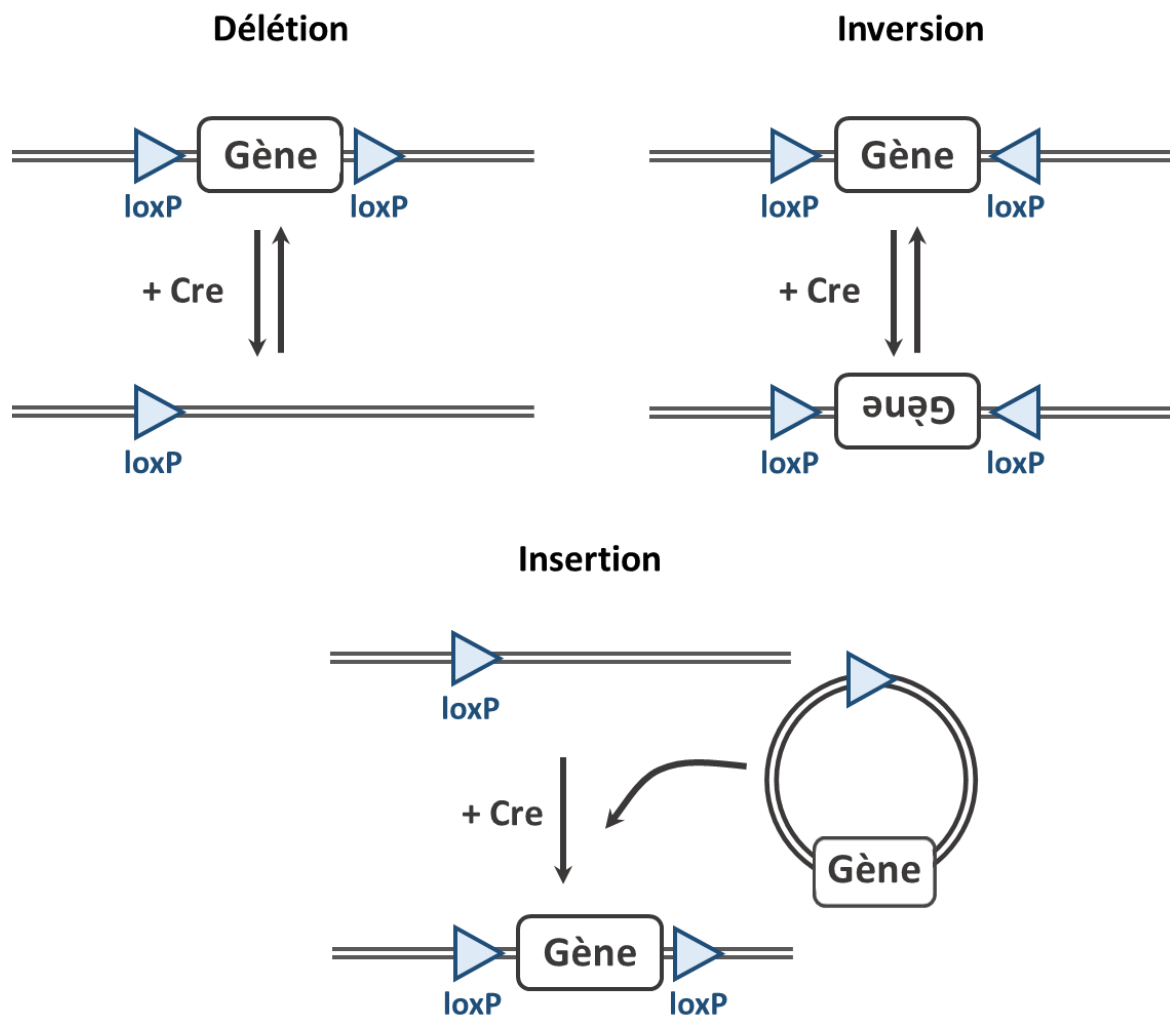 Délétion
Gène
loxP
loxP
+ Cre
loxP
Inversion
Gène
loxP
loxP
+ Cre
Gène
loxP
loxP
Insertion
loxP
+ Cre
Gène
Gène
loxP
loxP